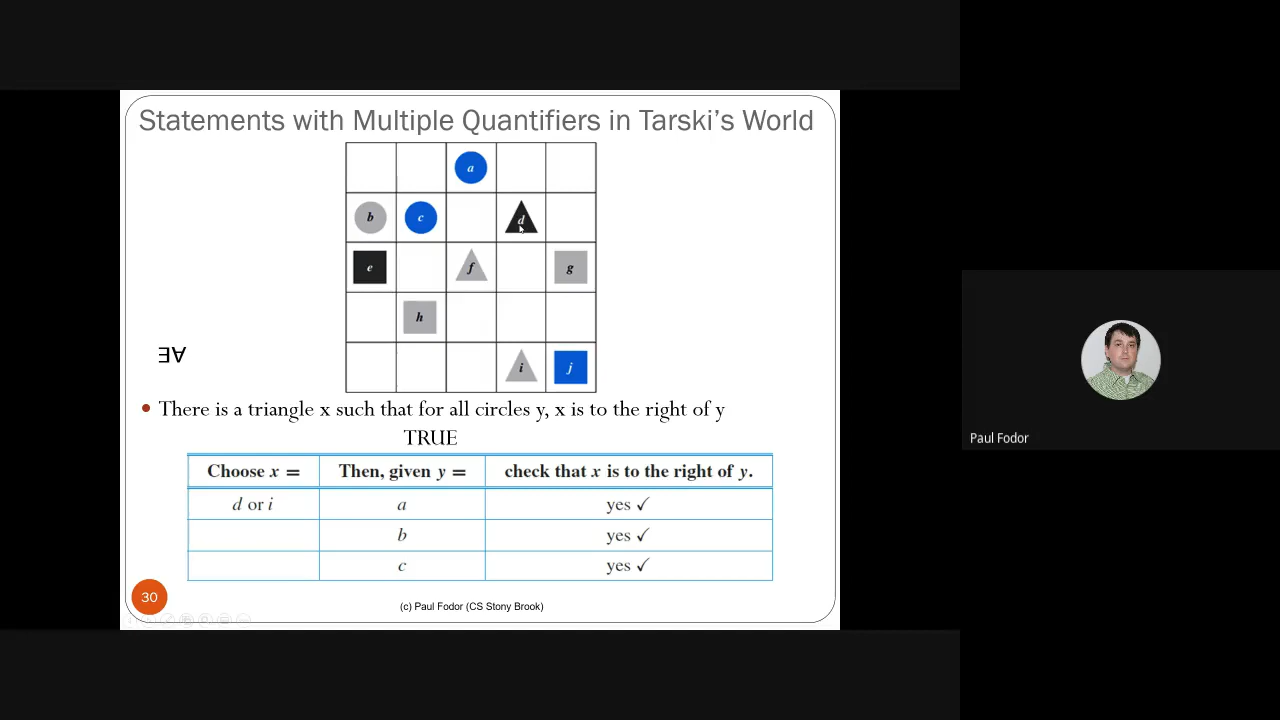 Statements with Multiple Quantifiers in Tarski's World
a
b c d
e f g
h
i j
∃∀
• There is a triangle x such that for all circles y, x is to the right of y
TRUE
Choose x = Then, given y = check that x is to the right of y.
d or i a yes ✓
b yes ✓
c yes ✓
30
(c) Paul Fodor (CS Stony Brook)
Paul Fodor